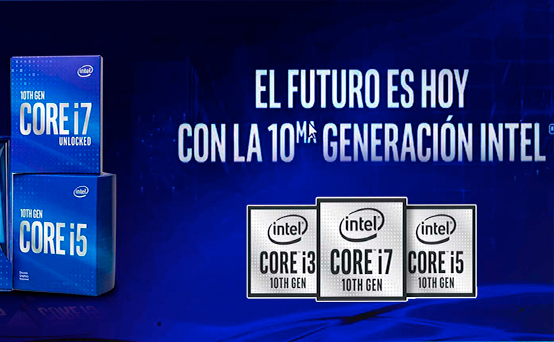 EL FUTURO ES HOY
CON LA 10MA GENERACIÓN INTEL
intel
10TH GEN
CORE i7
UNLOCKED
intel
10TH GEN
CORE i5
intel
CORE i3
10TH GEN
intel
CORE i7
10TH GEN
intel
CORE i5
10TH GEN